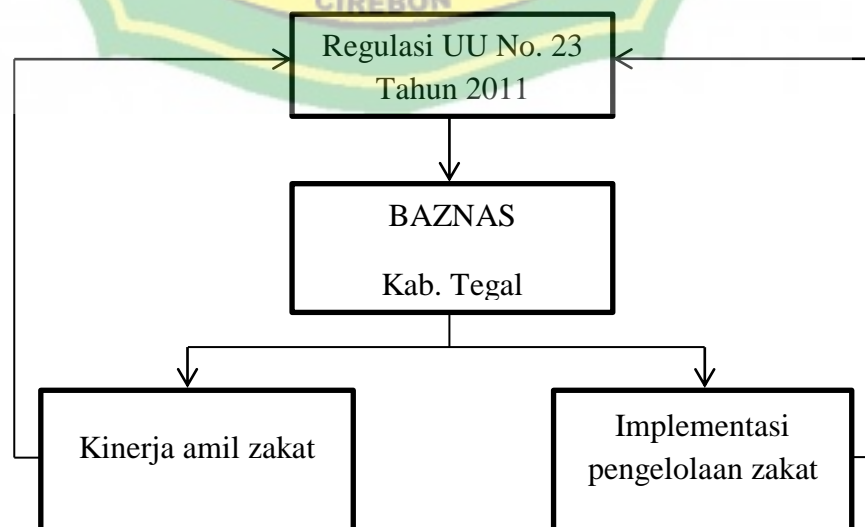 CIREBON
Regulasi UU No. 23
Tahun 2011
BAZNAS
Kab. Tegal
Kinerja amil zakat
Implementasi
pengelolaan zakat